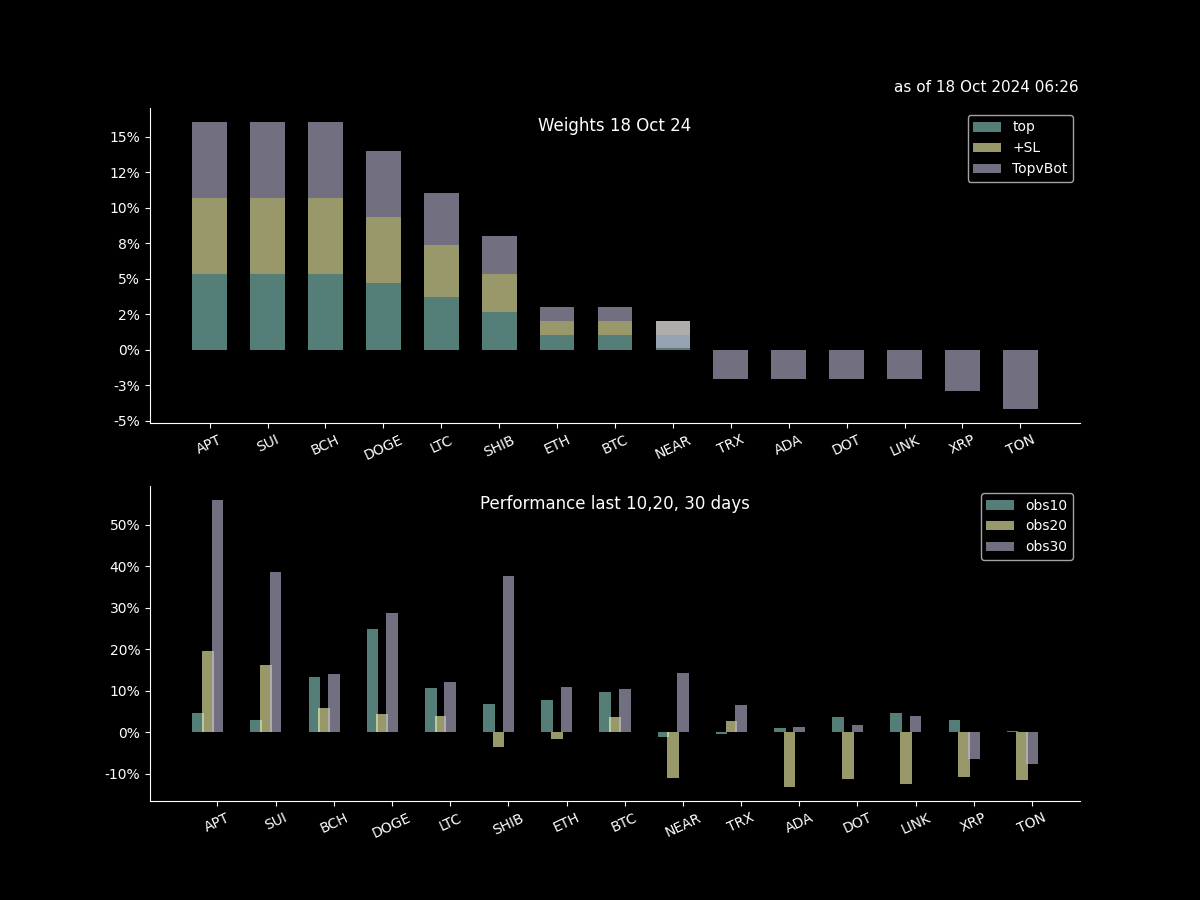 as of 18 Oct 2024 06:26
Weights 18 Oct 24
top
+SL
TopvBot
15%
12%
10%
8%
5%
2%
0%
-3%
-5%
APT SUI BCH DOGE LTC SHIB ETH BTC NEAR TRX ADA DOT LINK XRP TON
Performance last 10,20, 30 days
obs10
obs20
obs30
50%
40%
30%
20%
10%
0%
-10%
APT SUI BCH DOGE LTC SHIB ETH BTC NEAR TRX ADA DOT LINK XRP TON